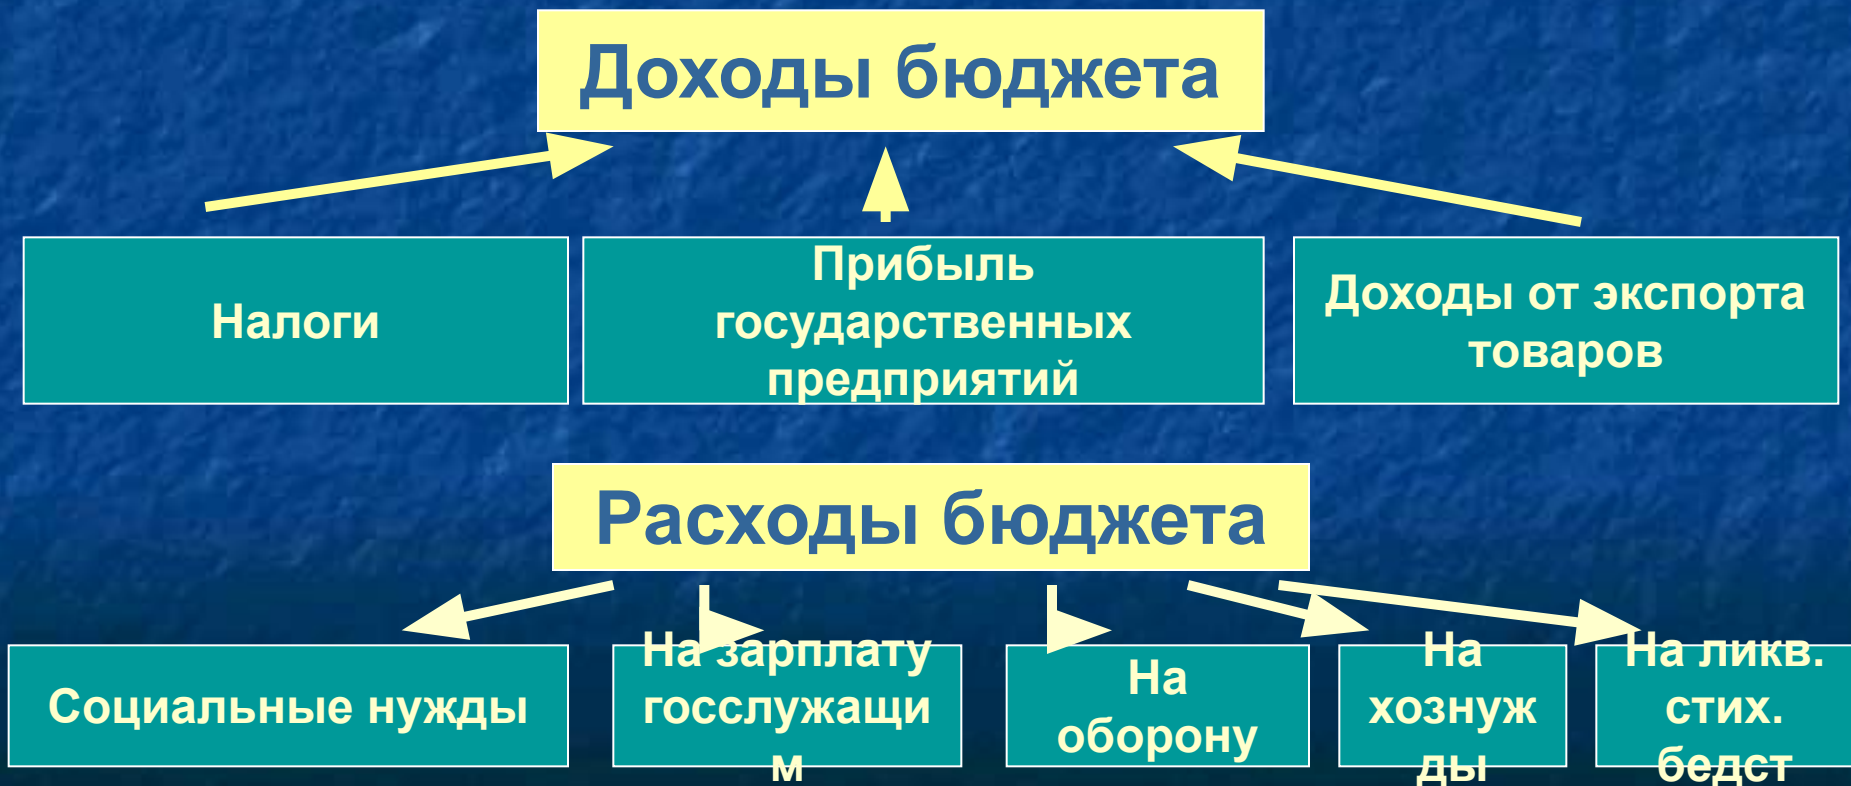 Доходы бюджета
Налоги
Прибыль
государственных
предприятий
Доходы от экспорта
товаров
Расходы бюджета
Социальные нужды
На зарплату
госслужащи
м
На
оборону
На
хознуж
ды
На ликв.
стих.
бедст